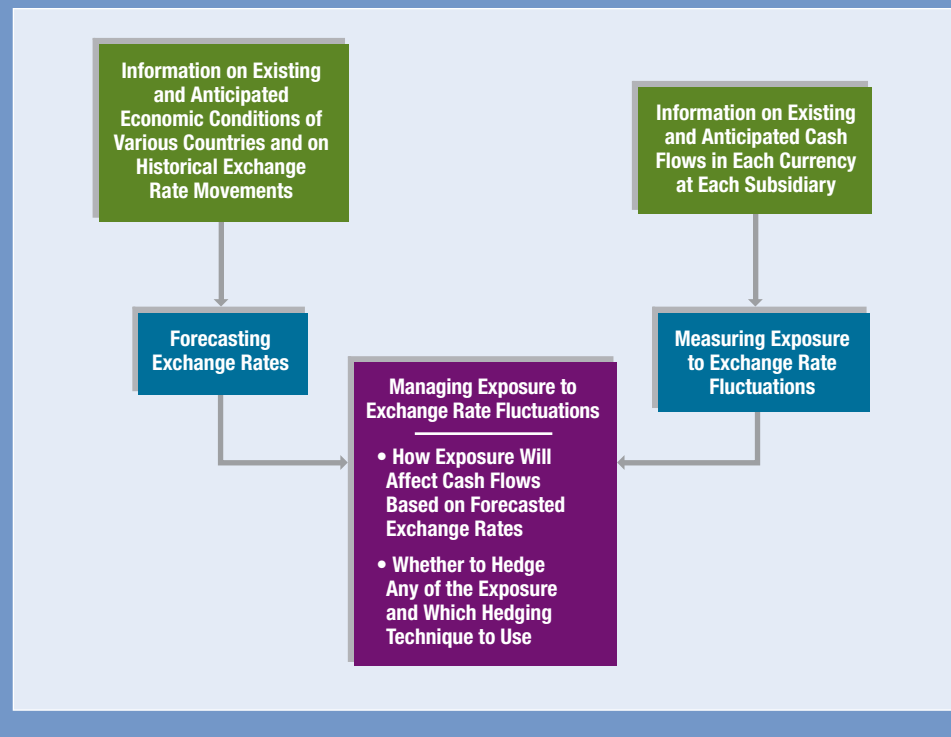 Information on Existing
and Anticipated
Economic Conditions of
Various Countries and on
Historical Exchange
Rate Movements
Information on Existing
and Anticipated Cash
Flows in Each Currency
at Each Subsidiary
Forecasting
Exchange Rates
Measuring Exposure
to Exchange Rate
Fluctuations
Managing Exposure to
Exchange Rate Fluctuations
• How Exposure Will
Affect Cash Flows
Based on Forecasted
Exchange Rates
• Whether to Hedge
Any of the Exposure
and Which Hedging
Technique to Use